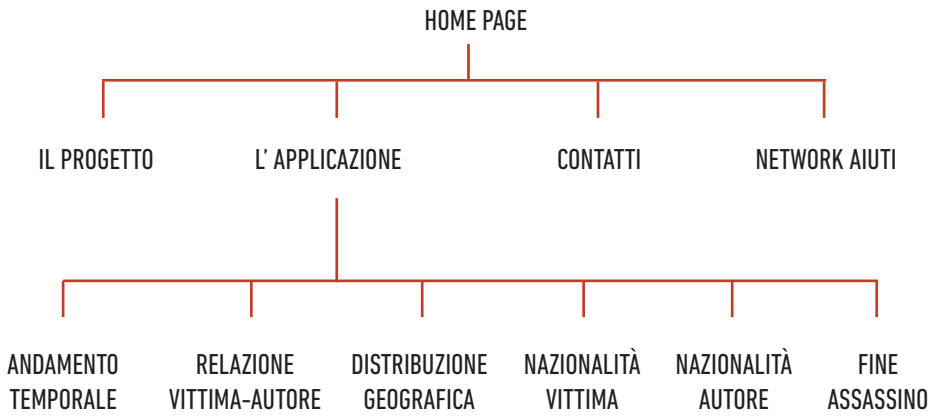 HOME PAGE
IL PROGETTO
L' APPLICAZIONE
CONTATTI
NETWORK AIUTI
ANDAMENTO
TEMPORALE
RELAZIONE
VITTIMA-AUTORE
DISTRIBUZIONE
GEOGRAFICA
NAZIONALITÀ
VITTIMA
NAZIONALITÀ
AUTORE
FINE
ASSASSINO